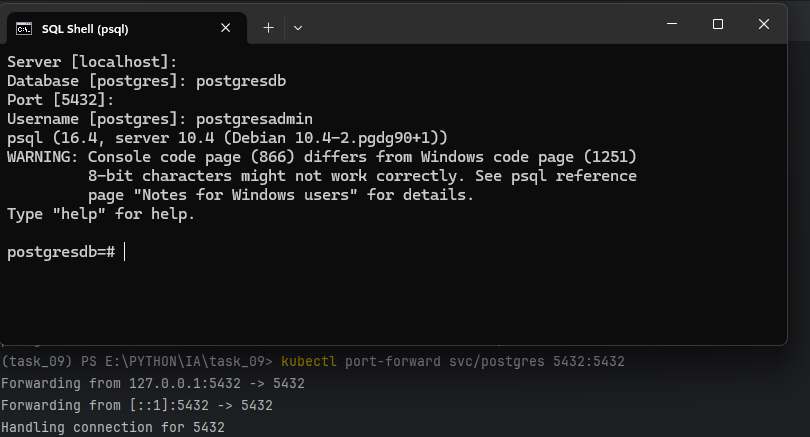 SQL Shell (psql)
Server [localhost]:
Database [postgres]: postgresdb
Port [5432]:
Username [postgres]: postgresadmin
psql (16.4, server 10.4 (Debian 10.4-2.pgdg90+1))
WARNING: Console code page (866) differs from Windows code page (1251)
         8-bit characters might not work correctly. See psql reference
         page "Notes for Windows users" for details.
Type "help" for help.
postgresdb=#
(task_09) PS E:\PYTHON\IA\task_09> kubectl port-forward svc/postgres 5432:5432
Forwarding from 127.0.0.1:5432 -> 5432
Forwarding from [::1]:5432 -> 5432
Handling connection for 5432